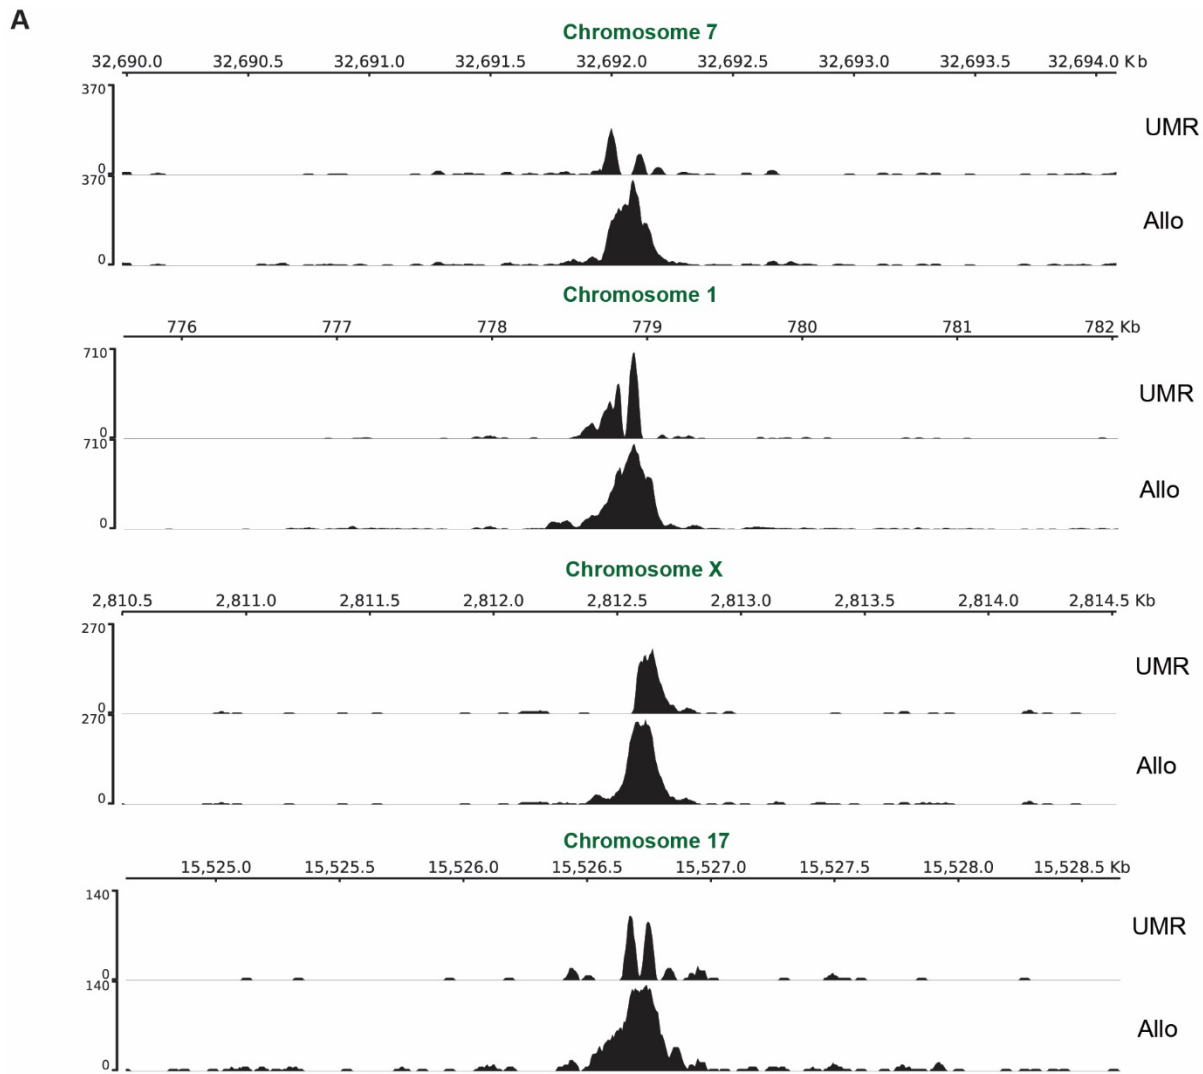 A
Chromosome 7
32,690.0 32,690.5 32,691.0 32,691.5 32,692.0 32,692.5 32,693.0 32,693.5 32,694.0 Kb
370
UMR
0
370
Allo
0
Chromosome 1
776 777 778 779 780 781 782 Kb
710
UMR
0
710
Allo
0
Chromosome X
2,810.5 2,811.0 2,811.5 2,812.0 2,812.5 2,813.0 2,813.5 2,814.0 2,814.5 Kb
270
UMR
0
270
Allo
0
Chromosome 17
15,525.0 15,525.5 15,526.0 15,526.5 15,527.0 15,527.5 15,528.0 15,528.5 Kb
140
UMR
0
140
Allo
0